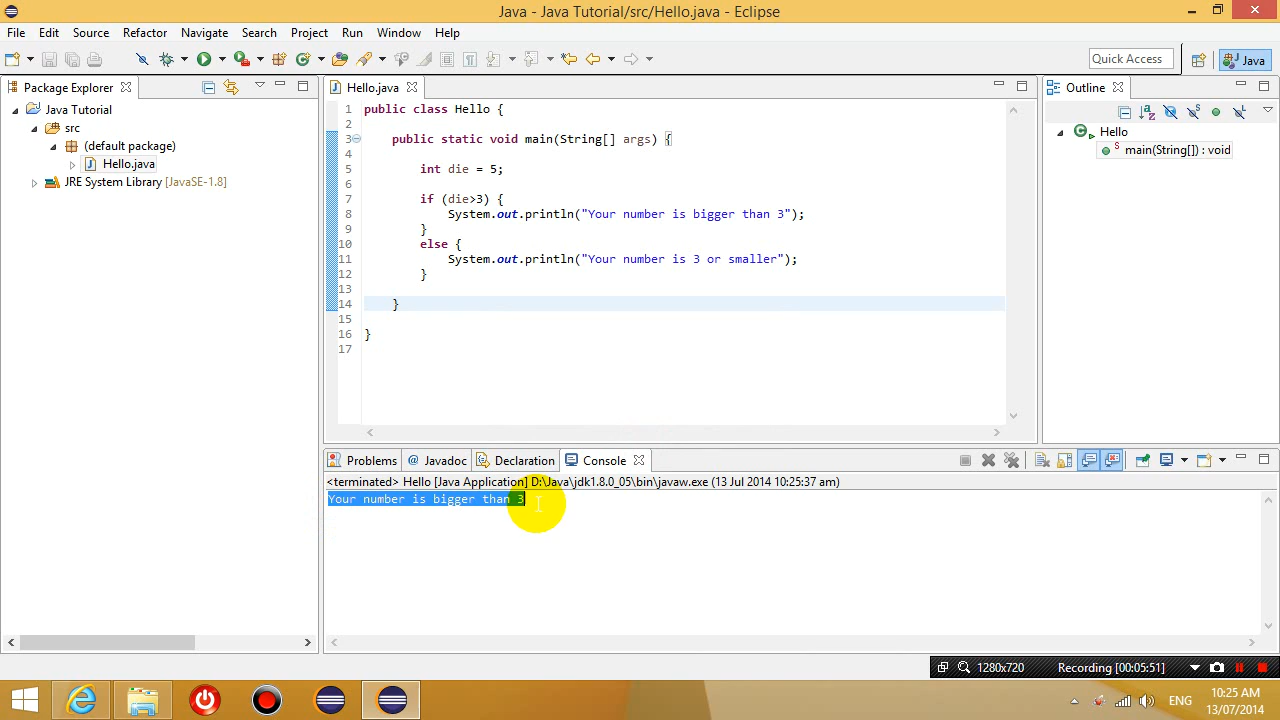 Java - Java Tutorial/src/Hello.java - Eclipse
File Edit Source Refactor Navigate Search Project Run Window Help
Quick Access
Java
Package Explorer
Java Tutorial
src
(default package)
Hello.java
JRE System Library [JavaSE-1.8]
Hello.java
1 public class Hello {
2
3 public static void main(String[] args) {
4
5 int die = 5;
6
7 if (die>3) {
8 System.out.println("Your number is bigger than 3");
9 }
10 else {
11 System.out.println("Your number is 3 or smaller");
12 }
13
14 }
15
16 }
17
Outline
Hello
main(String[]) : void
Problems @ Javadoc Declaration Console
<terminated> Hello [Java Application] D:\Java\jdk1.8.0_05\bin\javaw.exe (13 Jul 2014 10:25:37 am)
Your number is bigger than 3
1280x720 Recording [00:05:51]
ENG
10:25 AM
13/07/2014